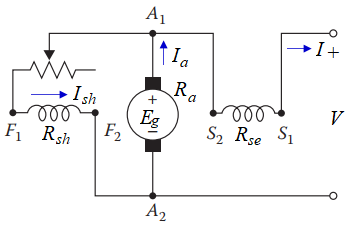 A1
Ia
I+
Ish
Ra
+
F1 Rsh F2 Eg S2 Rse S1 V
−
A2